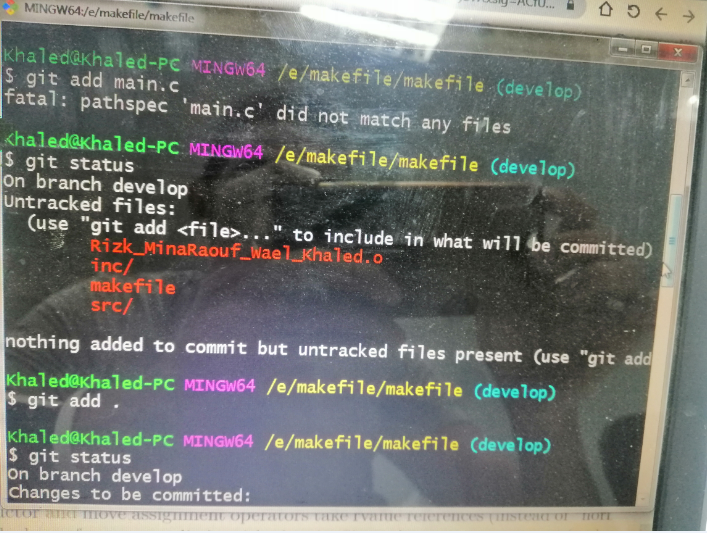 MINGW64:/e/makefile/makefile
Khaled@Khaled-PC MINGW64 /e/makefile/makefile (develop)
$ git add main.c
fatal: pathspec 'main.c' did not match any files
Khaled@Khaled-PC MINGW64 /e/makefile/makefile (develop)
$ git status
On branch develop
Untracked files:
(use "git add <file>..." to include in what will be committed)
Rizk_MinaRaouf_Wael_Khaled.o
inc/
makefile
src/
nothing added to commit but untracked files present (use "git add
Khaled@Khaled-PC MINGW64 /e/makefile/makefile (develop)
$ git add .
Khaled@Khaled-PC MINGW64 /e/makefile/makefile (develop)
$ git status
On branch develop
Changes to be committed:
and move assignment operators take rvalue references (instead of